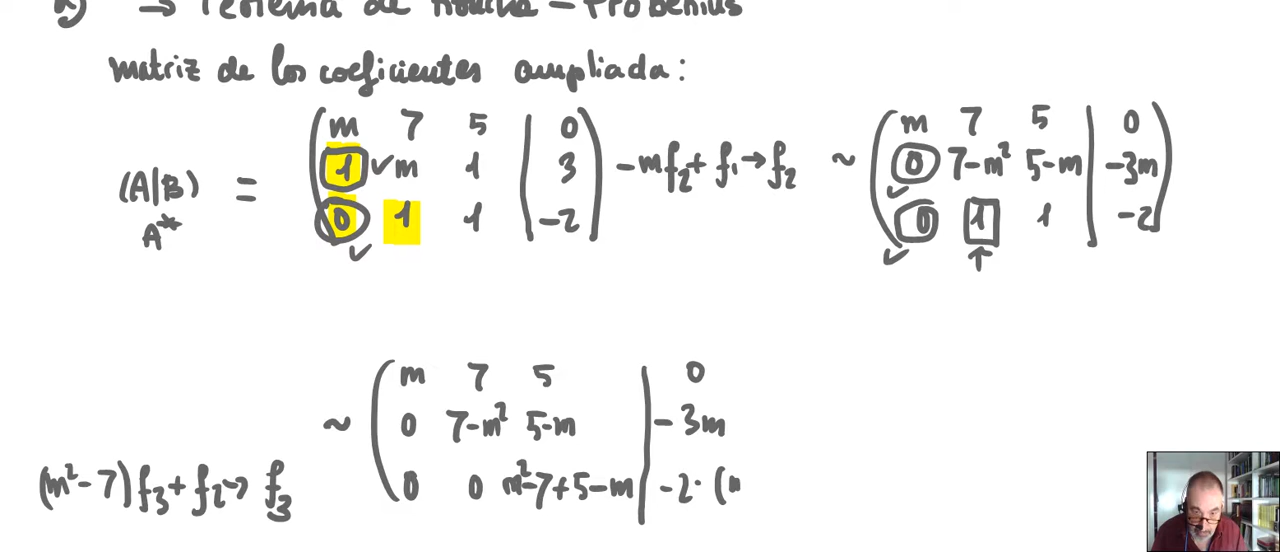 a) → Teorema de Rouché - Frobenius
matriz de los coeficientes ampliada:
(A|B) = ( m 7 5 | 0 ) ~ ( m 7 5 | 0 )
A* ( 1 ✓ m 1 | 3 ) -mf₂ + f₁ → f₂ ( 0 7-m² 5-m | -3m )
( 0 1 1 | -2 ) ( 0 1 1 | -2 )
✓ ✓ ✓ ↑
~ ( m 7 5 | 0
( 0 7-m² 5-m | -3m
(m²-7)f₃ + f₂ → f₃ ( 0 0 m²-7+5-m | -2·(